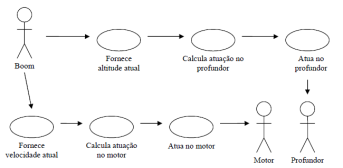 Boom
Fornece
altitude atual
Calcula atuação no
profundor
Atua no
profundor
Fornece
velocidade atual
Calcula atuação
no motor
Atua no motor
Motor
Profundor